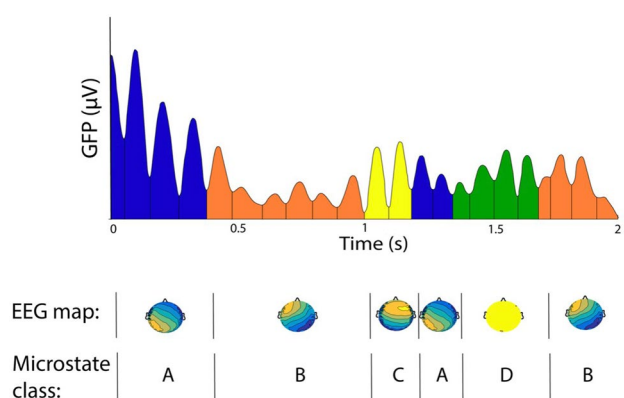 GFP (μV)
0 0.5 1 1.5 2
Time (s)
EEG map:
Microstate
class:
A B C A D B